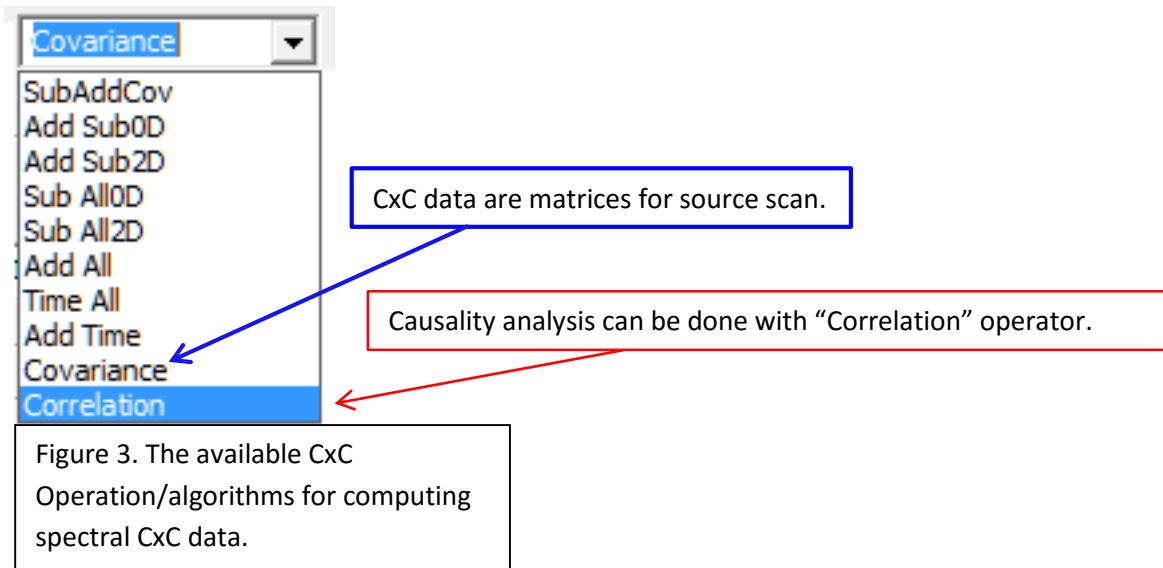 Covariance
SubAddCov
Add Sub0D
Add Sub2D
Sub All0D
Sub All2D
Add All
Time All
Add Time
Covariance
Correlation
CxC data are matrices for source scan.
Causality analysis can be done with “Correlation” operator.
Figure 3. The available CxC
Operation/algorithms for computing
spectral CxC data.